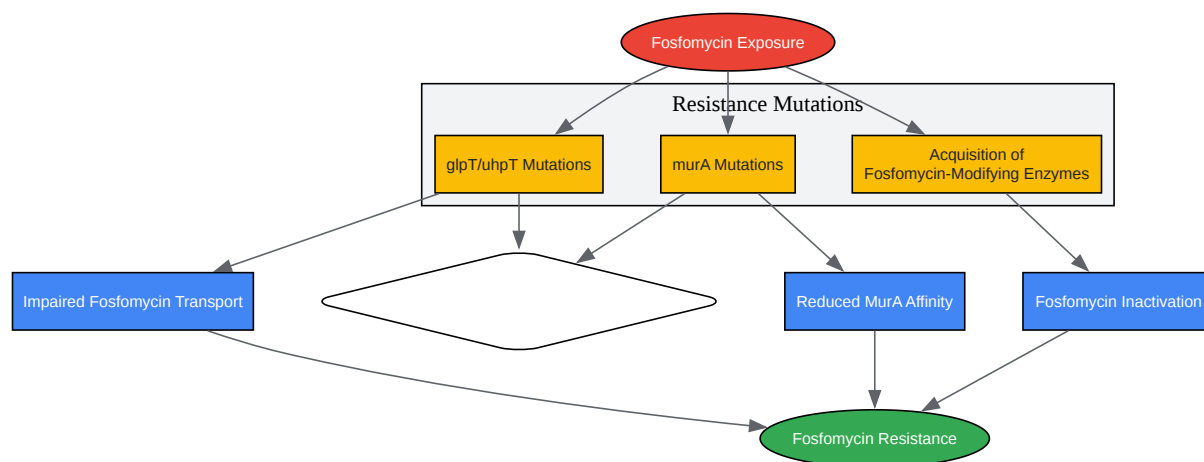 Fosfomycin Exposure
Resistance Mutations
glpT/uhpT Mutations
murA Mutations
Acquisition of
Fosfomycin-Modifying Enzymes
Impaired Fosfomycin Transport
Reduced MurA Affinity
Fosfomycin Inactivation
Fosfomycin Resistance